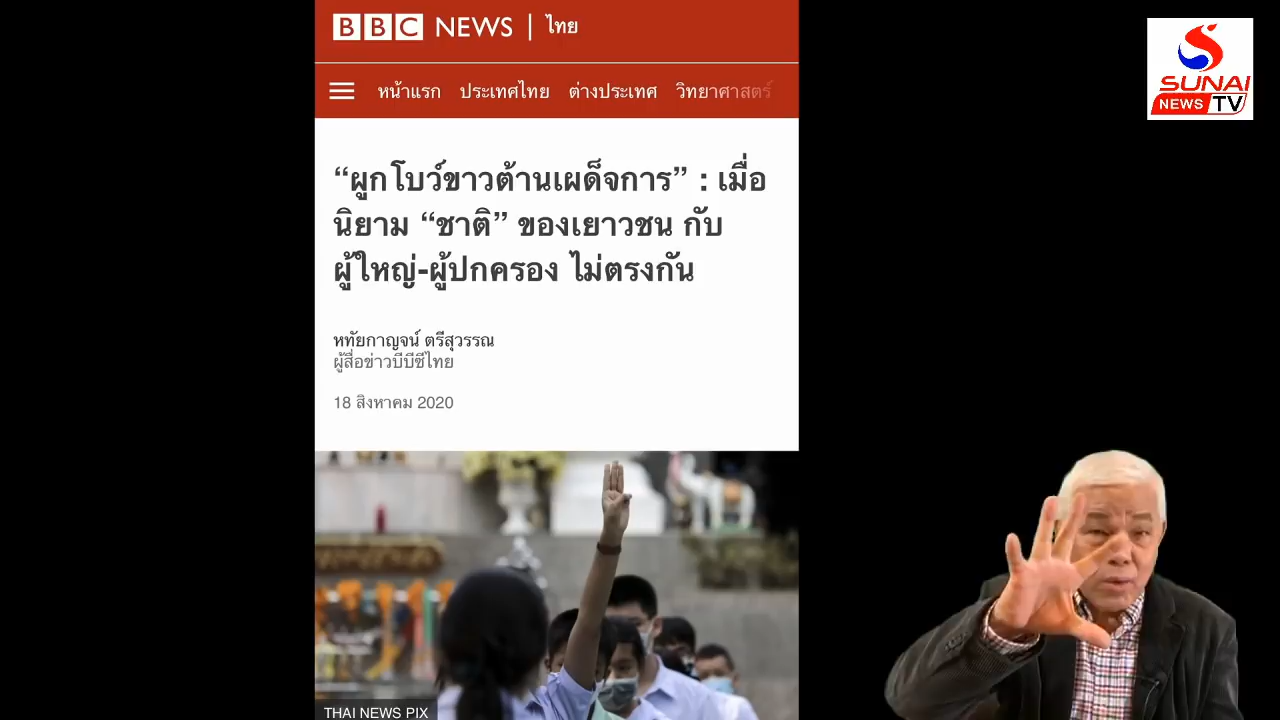 BBC NEWS | ไทย
หน้าแรก ประเทศไทย ต่างประเทศ วิทยาศาสตร์
“ผูกโบว์ขาวต้านเผด็จการ” : เมื่อ
นิยาม “ชาติ” ของเยาวชน กับ
ผู้ใหญ่-ผู้ปกครอง ไม่ตรงกัน
หทัยกาญจน์ ตรีสุวรรณ
ผู้สื่อข่าวบีบีซีไทย
18 สิงหาคม 2020
THAI NEWS PIX
SUNAI
NEWS TV